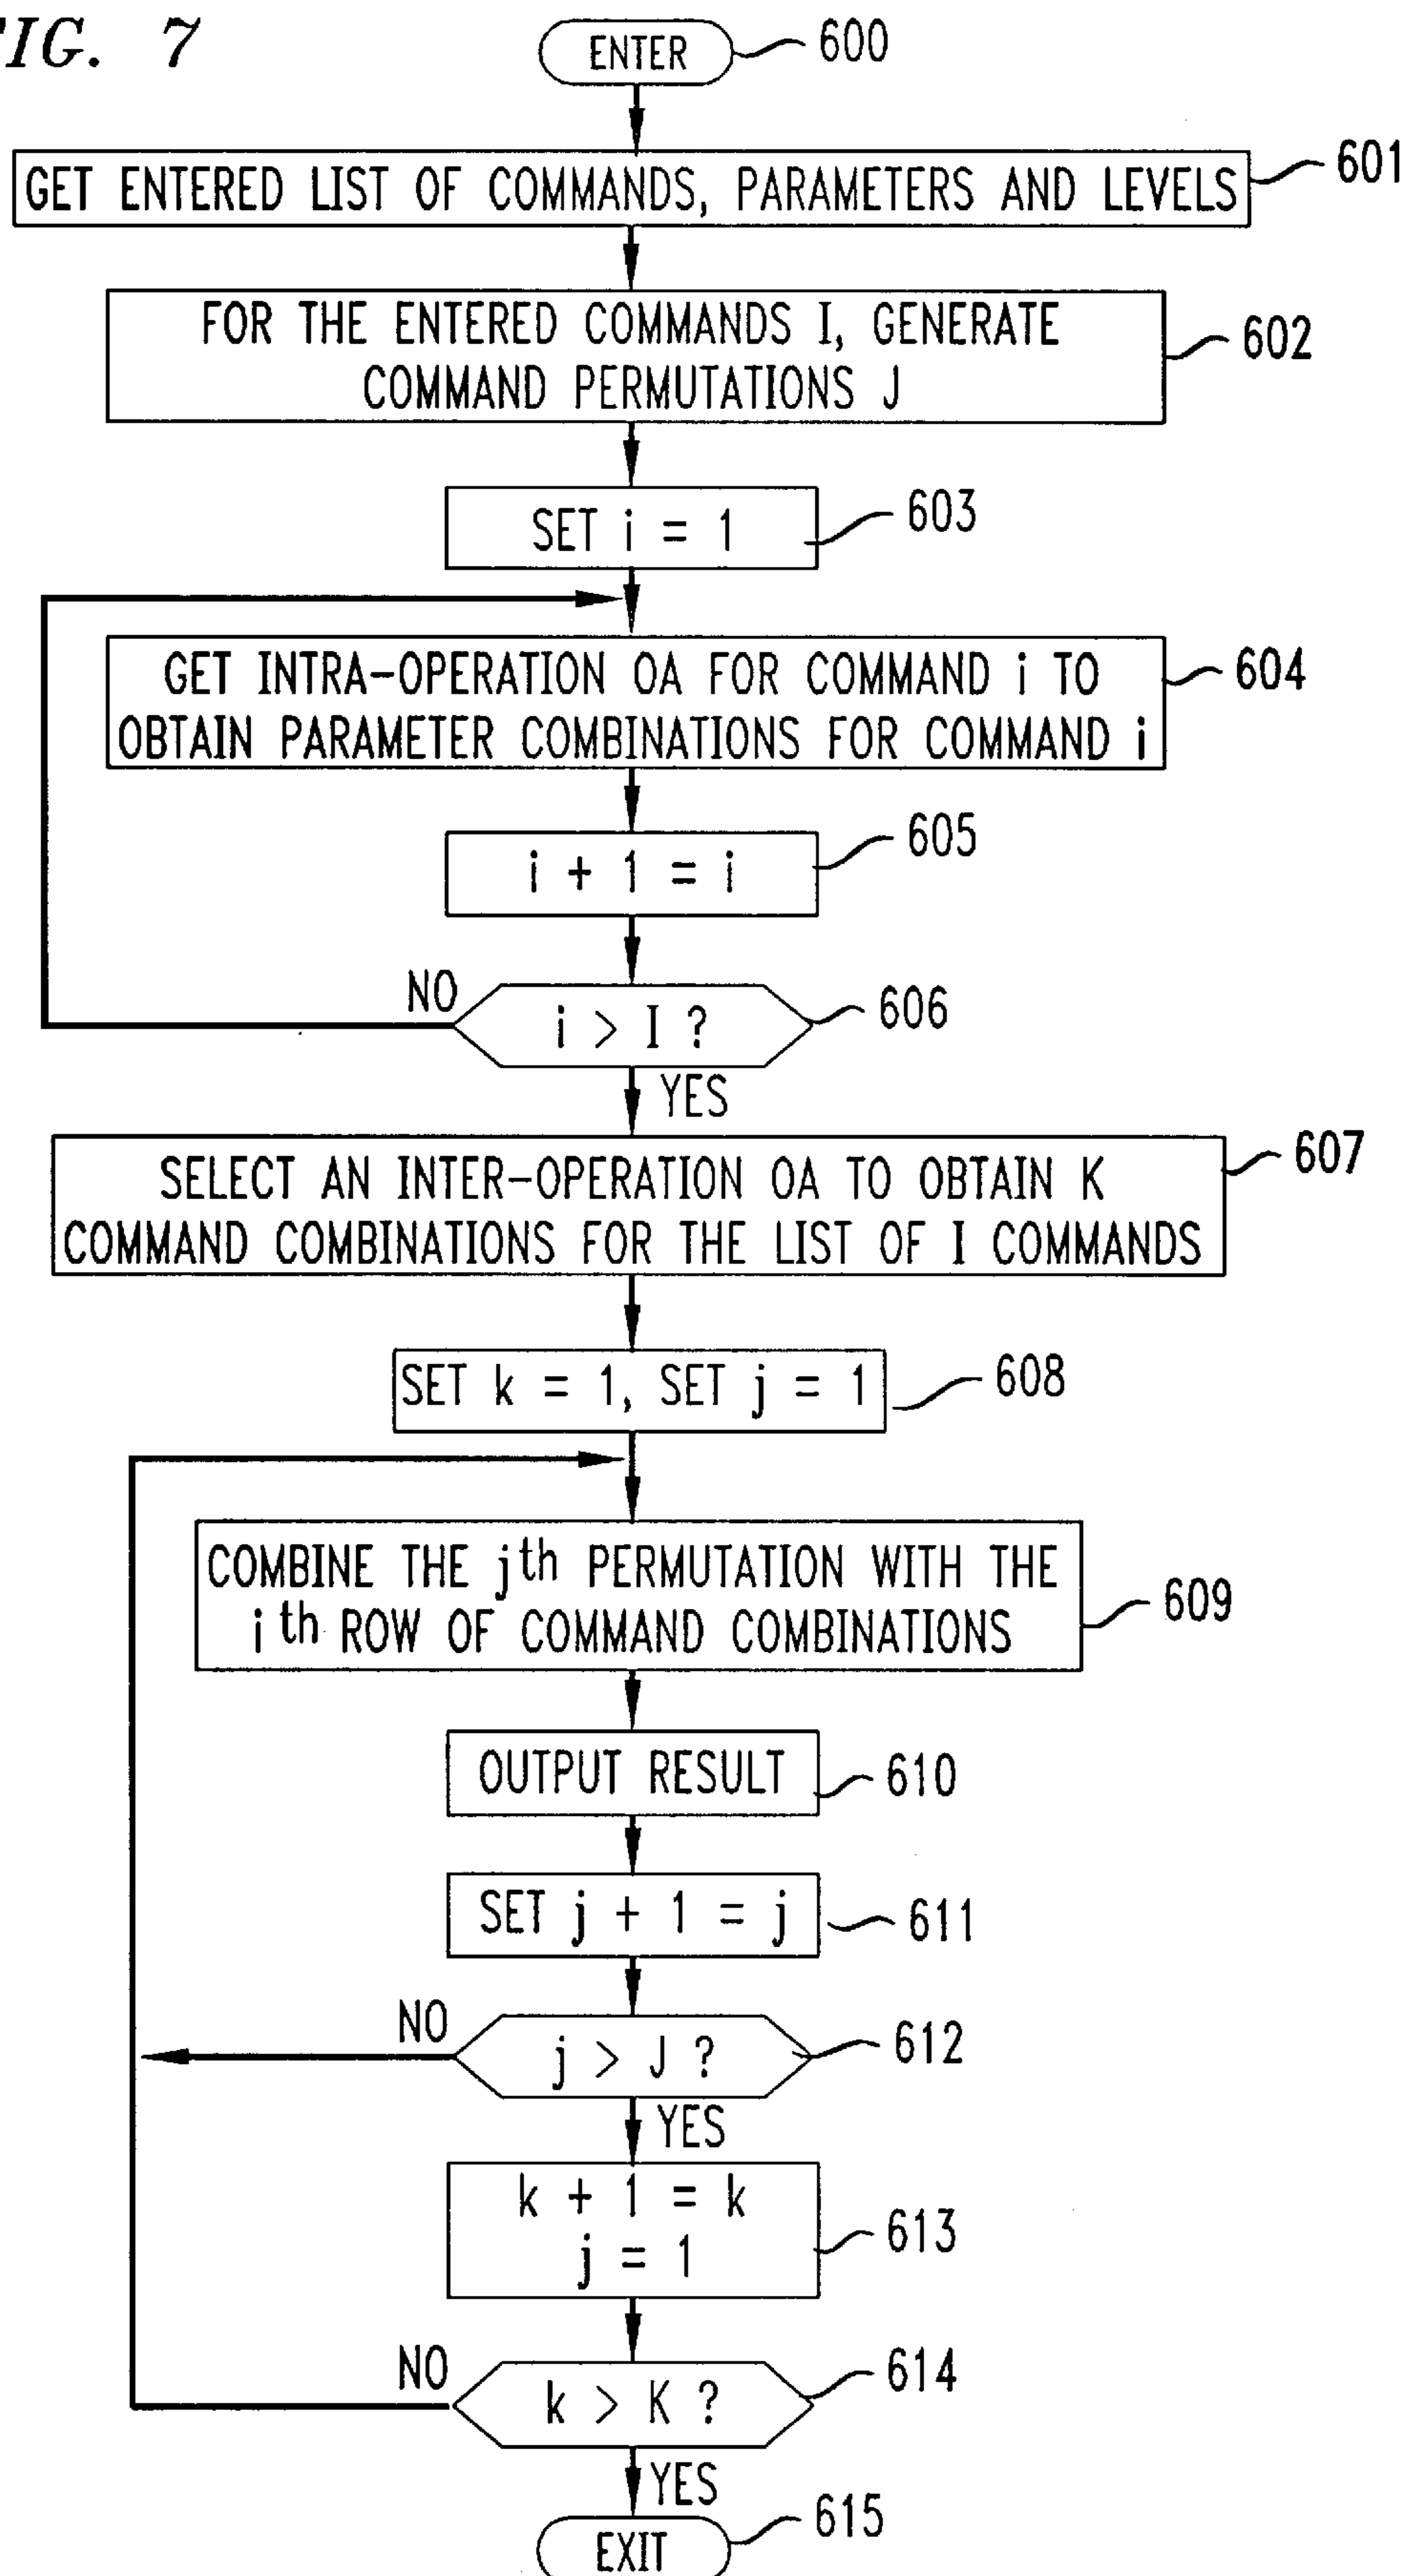 FIG. 7
ENTER
600
GET ENTERED LIST OF COMMANDS, PARAMETERS AND LEVELS
601
FOR THE ENTERED COMMANDS I, GENERATE
COMMAND PERMUTATIONS J
602
SET i = 1
603
GET INTRA-OPERATION OA FOR COMMAND i TO
OBTAIN PARAMETER COMBINATIONS FOR COMMAND i
604
i + 1 = i
605
NO
i > I ?
606
YES
SELECT AN INTER-OPERATION OA TO OBTAIN K
COMMAND COMBINATIONS FOR THE LIST OF I COMMANDS
607
SET k = 1, SET j = 1
608
COMBINE THE jth PERMUTATION WITH THE
ith ROW OF COMMAND COMBINATIONS
609
OUTPUT RESULT
610
SET j + 1 = j
611
NO
j > J ?
612
YES
k + 1 = k
j = 1
613
NO
k > K ?
614
YES
EXIT
615